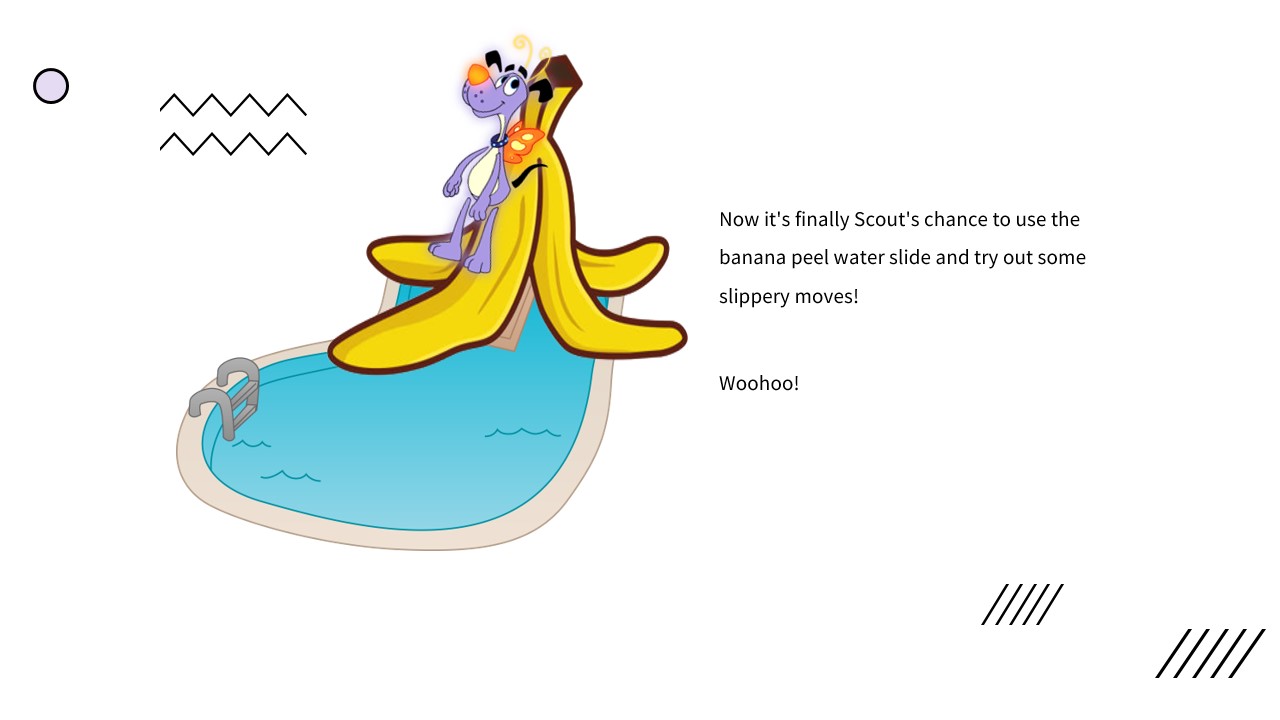 Now it's finally Scout's chance to use the
banana peel water slide and try out some
slippery moves!
Woohoo!